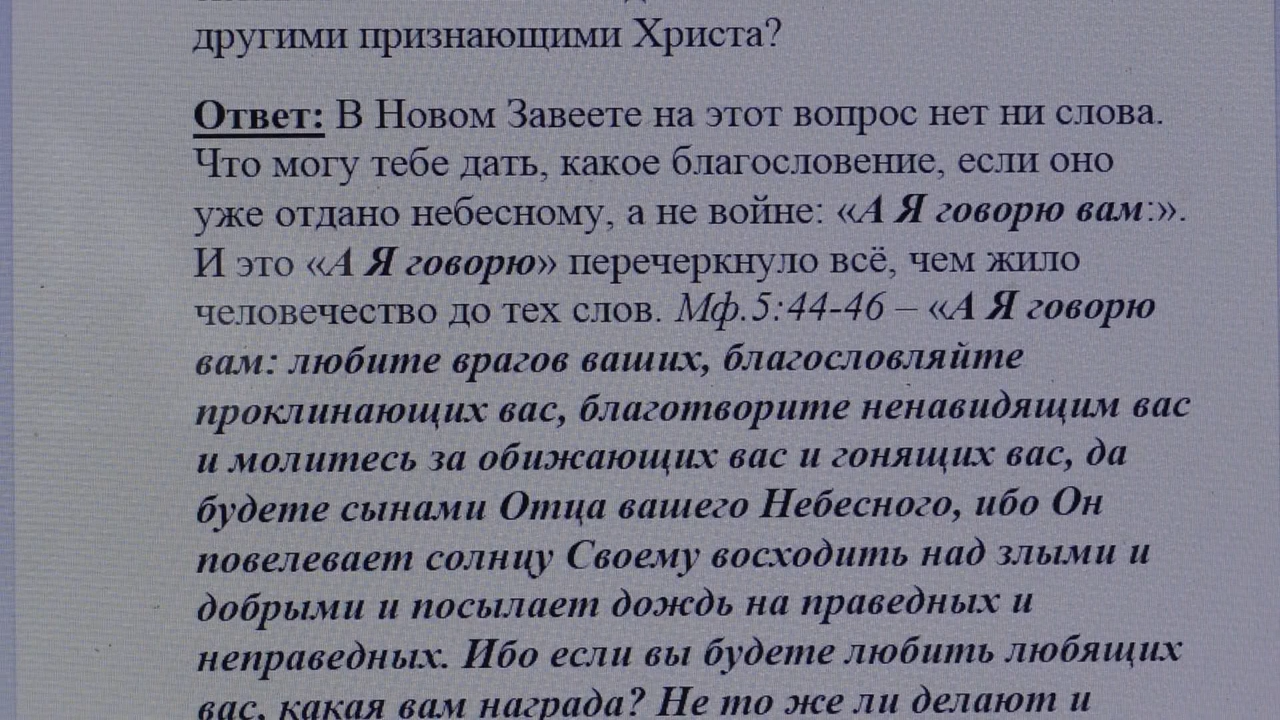 другими признающими Христа?
Ответ: В Новом Завеете на этот вопрос нет ни слова.
Что могу тебе дать, какое благословение, если оно
уже отдано небесному, а не войне: «А Я говорю вам:».
И это «А Я говорю» перечеркнуло всё, чем жило
человечество до тех слов. Мф.5:44-46 – «А Я говорю
вам: любите врагов ваших, благословляйте
проклинающих вас, благотворите ненавидящим вас
и молитесь за обижающих вас и гонящих вас, да
будете сынами Отца вашего Небесного, ибо Он
повелевает солнцу Своему восходить над злыми и
добрыми и посылает дождь на праведных и
неправедных. Ибо если вы будете любить любящих
вас, какая вам награда? Не то же ли делают и